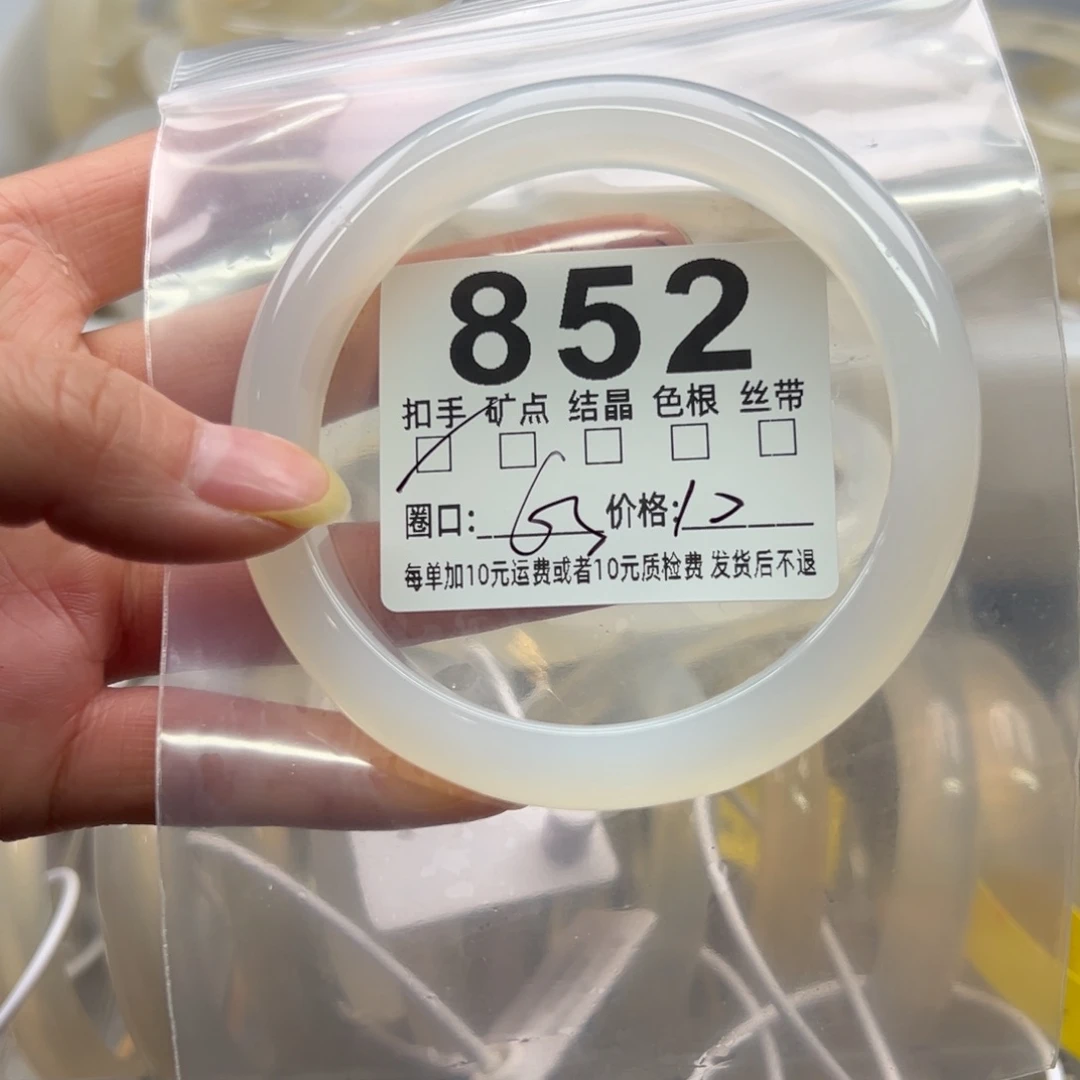 852
扣手 矿点 结晶 色根 丝带
圈口:63 价格:12
每单加10元运费或者10元质检费 发货后不退